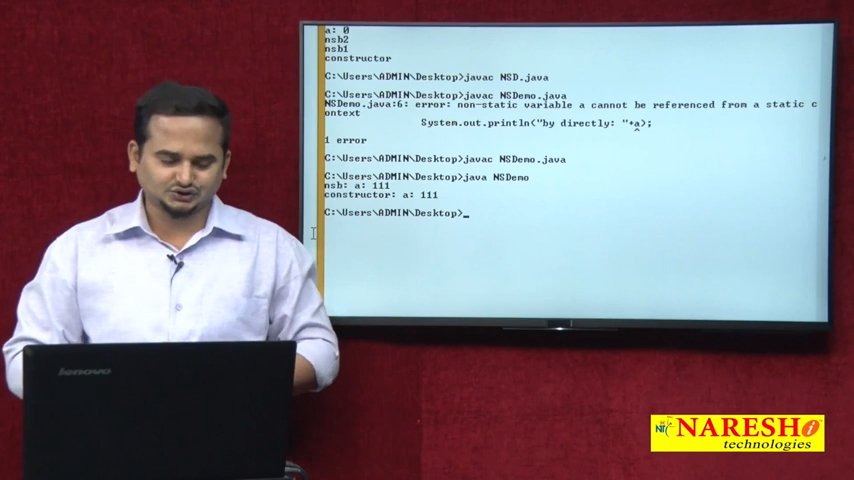 a: 0
nsb2
nsb1
constructor
C:\Users\ADMIN\Desktop>javac NSD.java
C:\Users\ADMIN\Desktop>javac NSDemo.java
NSDemo.java:6: error: non-static variable a cannot be referenced from a static c
ontext
System.out.println("by directly: "+a);
^
1 error
C:\Users\ADMIN\Desktop>javac NSDemo.java
C:\Users\ADMIN\Desktop>java NSDemo
nsb: a: 111
constructor: a: 111
C:\Users\ADMIN\Desktop>_
lenovo
NARESH i
technologies